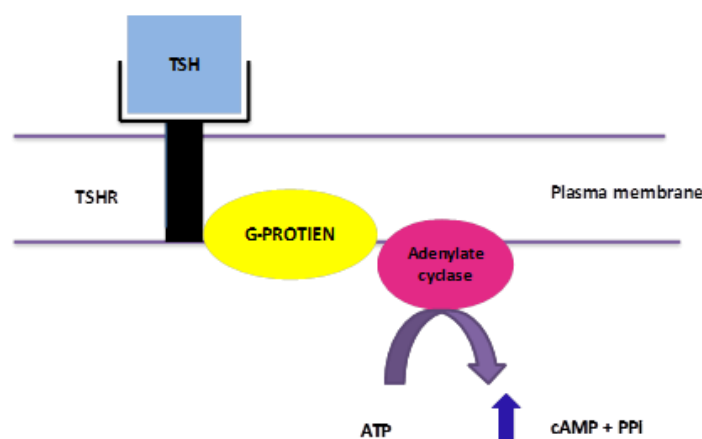 TSH
TSHR
Plasma membrane
G-PROTIEN
Adenylate
cyclase
ATP
cAMP + PPI